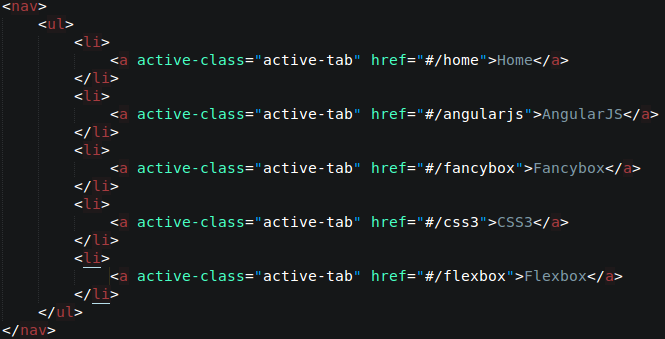 <nav>
    <ul>
        <li>
            <a active-class="active-tab" href="#/home">Home</a>
        </li>
        <li>
            <a active-class="active-tab" href="#/angularjs">AngularJS</a>
        </li>
        <li>
            <a active-class="active-tab" href="#/fancybox">Fancybox</a>
        </li>
        <li>
            <a active-class="active-tab" href="#/css3">CSS3</a>
        </li>
        <li>
            <a active-class="active-tab" href="#/flexbox">Flexbox</a>
        </li>
    </ul>
</nav>